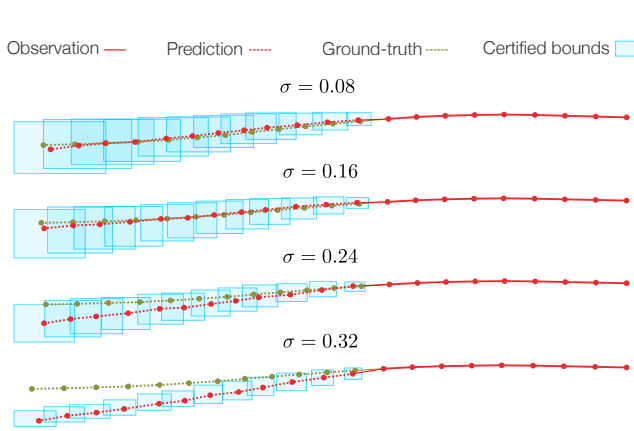 Observation Prediction Ground-truth Certified bounds
σ = 0.08
σ = 0.16
σ = 0.24
σ = 0.32